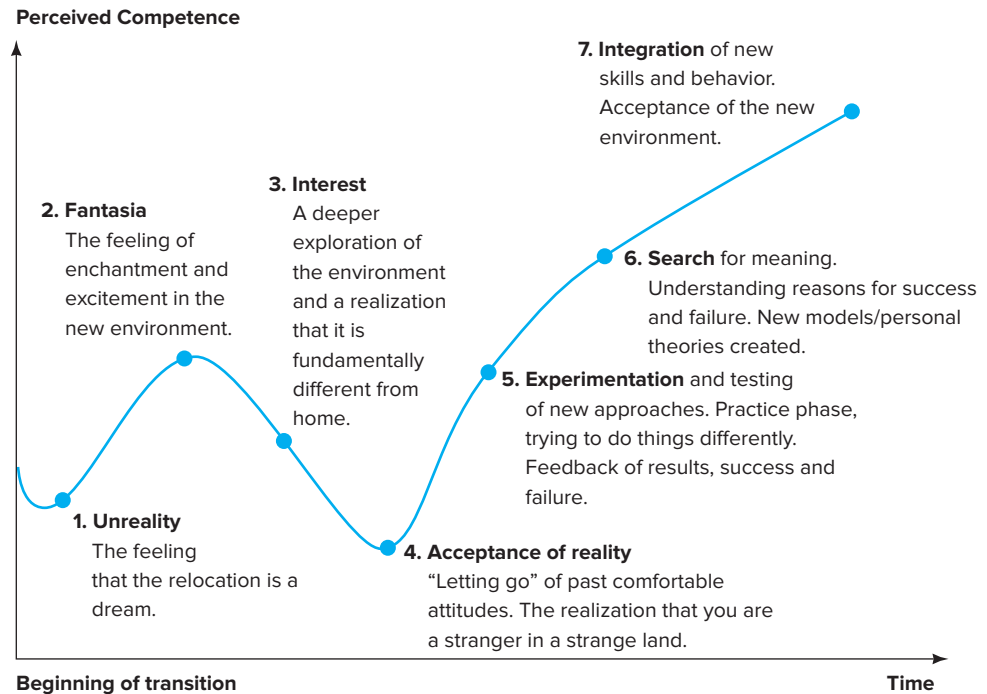 Perceived Competence
7. Integration of new
skills and behavior.
Acceptance of the new
environment.
3. Interest
A deeper
exploration of
the environment
and a realization
that it is
fundamentally
different from
home.
2. Fantasia
The feeling of
enchantment and
excitement in the
new environment.
6. Search for meaning.
Understanding reasons for success
and failure. New models/personal
theories created.
5. Experimentation and testing
of new approaches. Practice phase,
trying to do things differently.
Feedback of results, success and
failure.
1. Unreality
The feeling
that the relocation is a
dream.
4. Acceptance of reality
“Letting go” of past comfortable
attitudes. The realization that you are
a stranger in a strange land.
Beginning of transition
Time